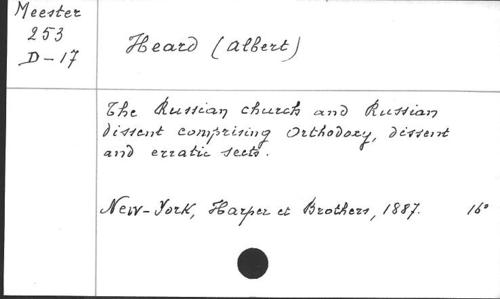 Meester
253
D-17
Heard (Albert)
The Russian church and Russian
dissent comprising Orthodoxy, dissent
and erratic sects.
New-York, Harper et Brothers, 1887. 16°